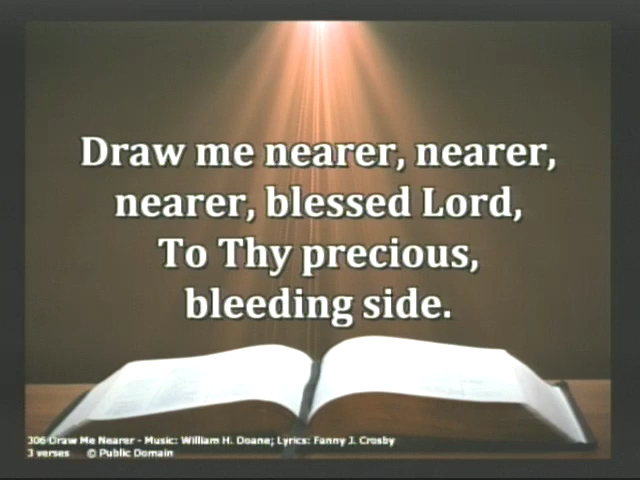 Draw me nearer, nearer,
nearer, blessed Lord,
To Thy precious,
bleeding side.
306 Draw Me Nearer - Music: William H. Doane; Lyrics: Fanny J. Crosby
3 verses © Public Domain